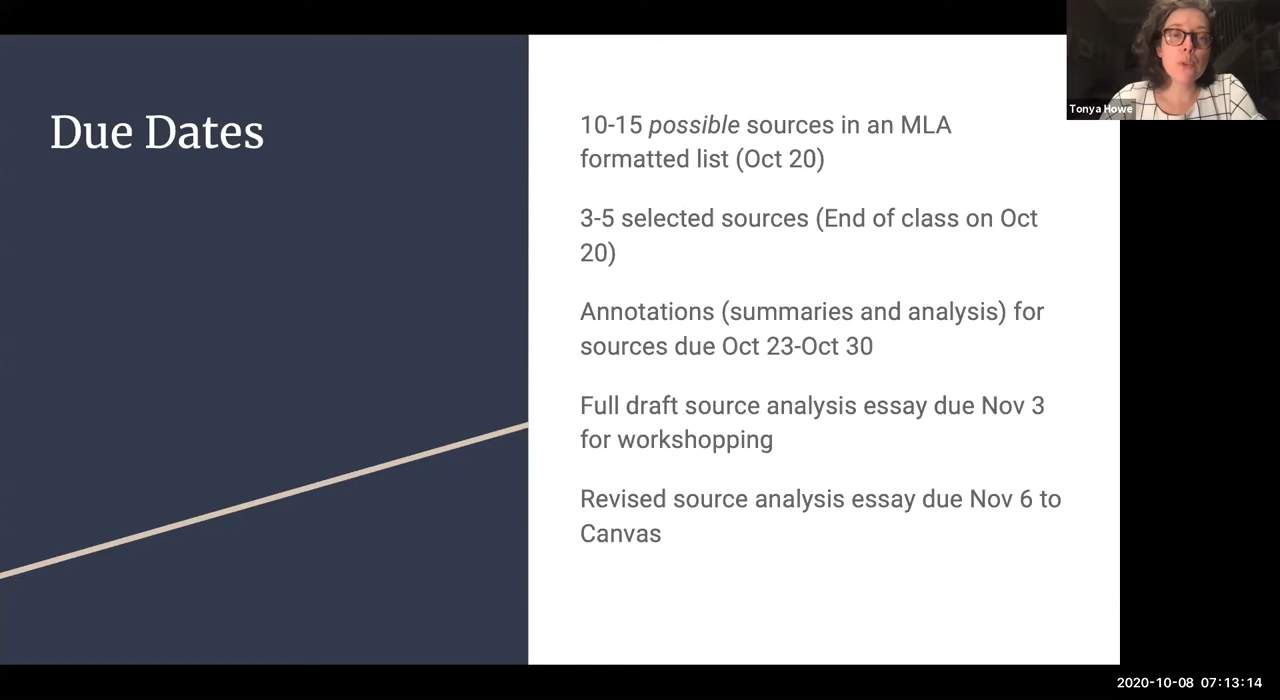 Due Dates
10-15 possible sources in an MLA
formatted list (Oct 20)
3-5 selected sources (End of class on Oct
20)
Annotations (summaries and analysis) for
sources due Oct 23-Oct 30
Full draft source analysis essay due Nov 3
for workshopping
Revised source analysis essay due Nov 6 to
Canvas
Tonya Howe
2020-10-08 07:13:14